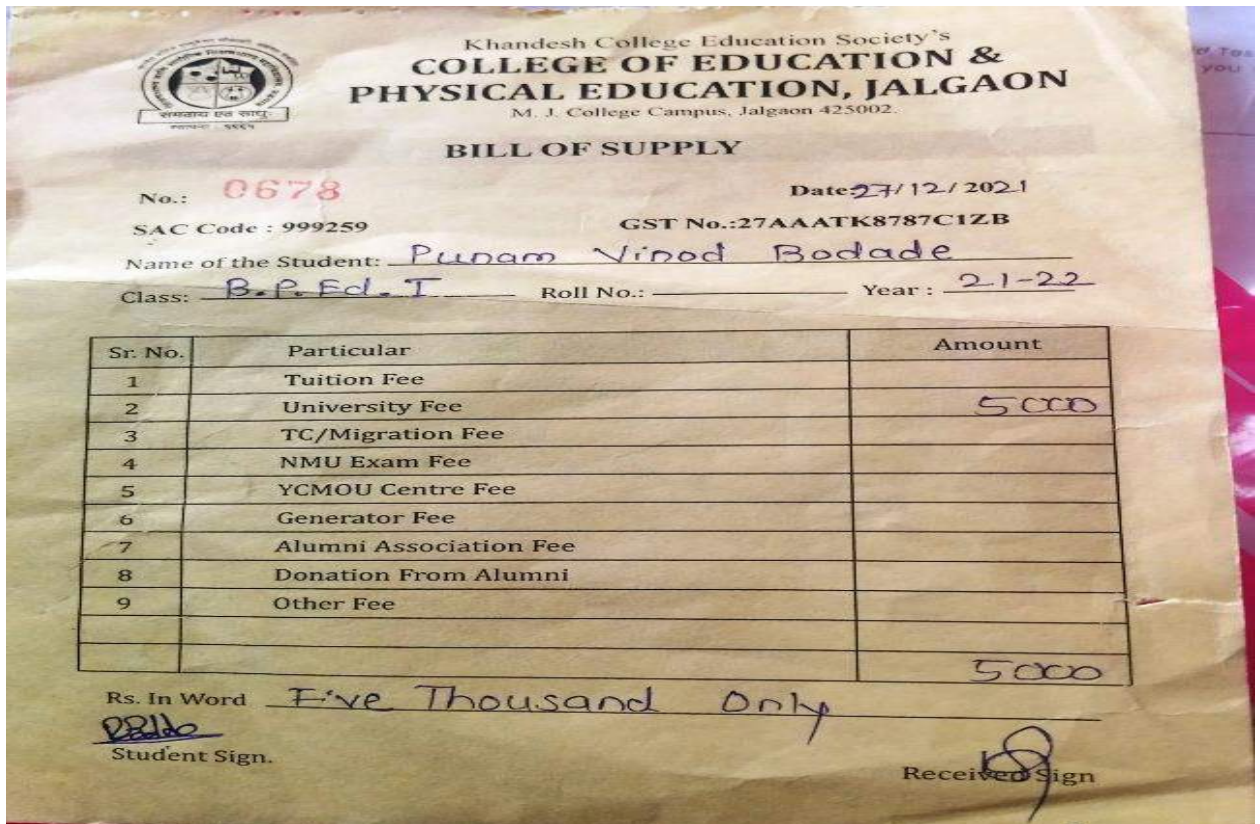 Khandesh College Education Society's
COLLEGE OF EDUCATION &
PHYSICAL EDUCATION, JALGAON
M. J. College Campus, Jalgaon 425002.
BILL OF SUPPLY
No.: 0678 Date: 27/12/2021
SAC Code : 999259 GST No.:27AAATK8787C1ZB
Name of the Student: Punam Vinod Bodade
Class: B.P.Ed. I Roll No.: Year : 21-22
Sr. No. Particular Amount
1 Tuition Fee
2 University Fee 5000
3 TC/Migration Fee
4 NMU Exam Fee
5 YCMOU Centre Fee
6 Generator Fee
7 Alumni Association Fee
8 Donation From Alumni
9 Other Fee
5000
Rs. In Word Five Thousand Only
Student Sign.
Received Sign